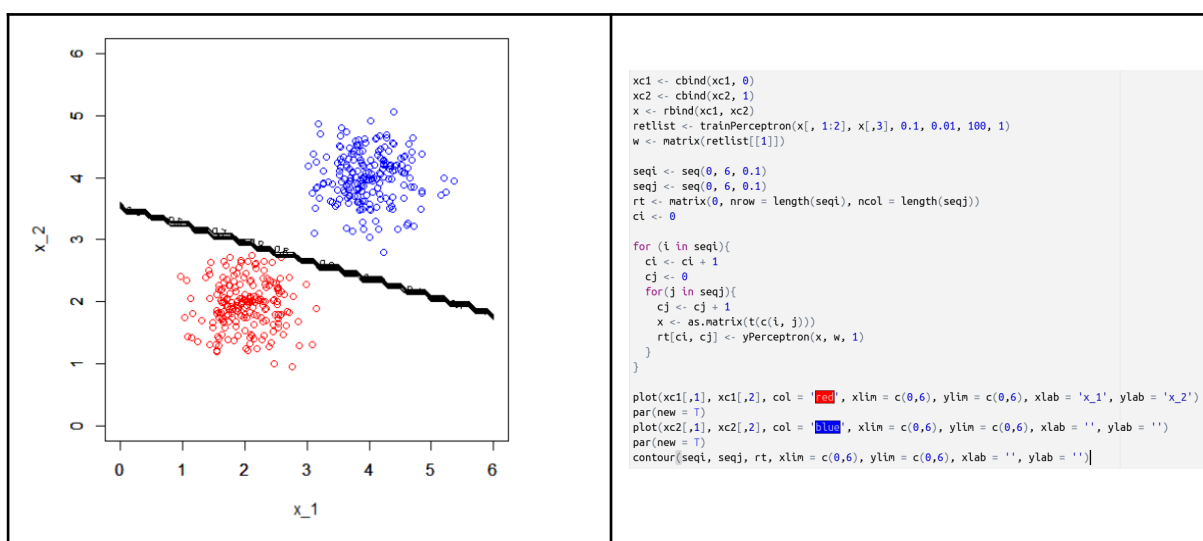 6
5
4
3
2
1
0
x_2
0 1 2 3 4 5 6
x_1
xc1 <- cbind(xc1, 0)
xc2 <- cbind(xc2, 1)
x <- rbind(xc1, xc2)
retlist <- trainPerceptron(x[, 1:2], x[,3], 0.1, 0.01, 100, 1)
w <- matrix(retlist[[1]])
seqi <- seq(0, 6, 0.1)
seqj <- seq(0, 6, 0.1)
rt <- matrix(0, nrow = length(seqi), ncol = length(seqj))
ci <- 0
for (i in seqi){
ci <- ci + 1
cj <- 0
for(j in seqj){
cj <- cj + 1
x <- as.matrix(t(c(i, j)))
rt[ci, cj] <- yPerceptron(x, w, 1)
}
}
plot(xc1[,1], xc1[,2], col = 'red', xlim = c(0,6), ylim = c(0,6), xlab = 'x_1', ylab = 'x_2')
par(new = T)
plot(xc2[,1], xc2[,2], col = 'blue', xlim = c(0,6), ylim = c(0,6), xlab = '', ylab = '')
par(new = T)
contour(seqi, seqj, rt, xlim = c(0,6), ylim = c(0,6), xlab = '', ylab = '')